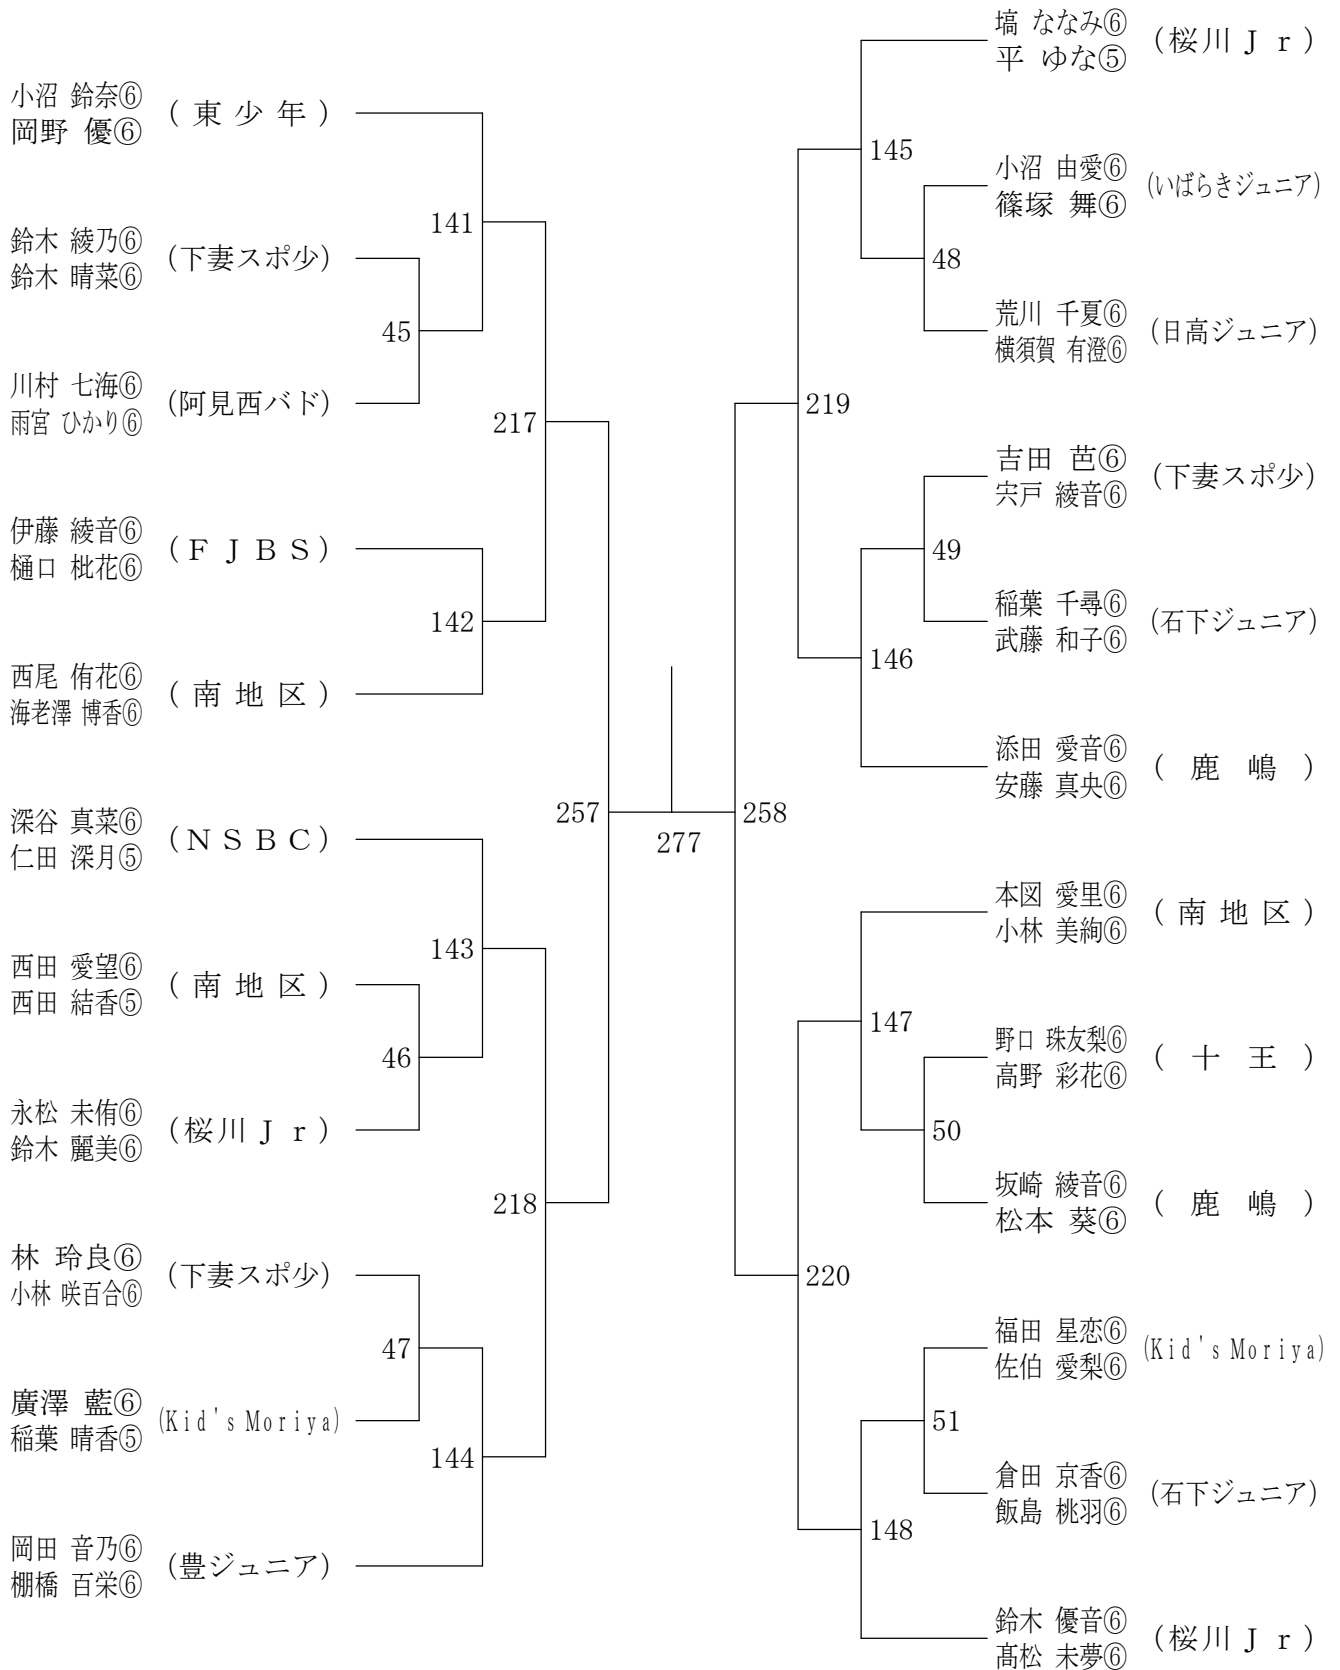 小沼 鈴奈⑥
岡野 優⑥
(東少年)
141
鈴木 綾乃⑥
鈴木 晴菜⑥
(下妻スポ少)
45
川村 七海⑥
雨宮 ひかり⑥
(阿見西バド)
217
伊藤 綾音⑥
樋口 枇花⑥
(FJBS)
142
西尾 侑花⑥
海老澤 博香⑥
(南地区)
257
深谷 真菜⑥
仁田 深月⑤
(NSBC)
143
西田 愛望⑥
西田 結香⑤
(南地区)
46
永松 未侑⑥
鈴木 麗美⑥
(桜川Jr)
218
林 玲良⑥
小林 咲百合⑥
(下妻スポ少)
47
廣澤 藍⑥
稲葉 晴香⑤
(Kid's Moriya)
144
岡田 音乃⑥
棚橋 百栄⑥
(豊ジュニア)
277
塙 ななみ⑥
平 ゆな⑤
(桜川Jr)
145
小沼 由愛⑥
篠塚 舞⑥
(いばらきジュニア)
48
荒川 千夏⑥
横須賀 有澄⑥
(日高ジュニア)
219
吉田 芭⑥
宍戸 綾音⑥
(下妻スポ少)
49
稲葉 千尋⑥
武藤 和子⑥
(石下ジュニア)
146
添田 愛音⑥
安藤 真央⑥
(鹿嶋)
258
本図 愛里⑥
小林 美絢⑥
(南地区)
147
野口 珠友梨⑥
高野 彩花⑥
(十王)
50
坂崎 綾音⑥
松本 葵⑥
(鹿嶋)
220
福田 星恋⑥
佐伯 愛梨⑥
(Kid's Moriya)
51
倉田 京香⑥
飯島 桃羽⑥
(石下ジュニア)
148
鈴木 優音⑥
髙松 未夢⑥
(桜川Jr)